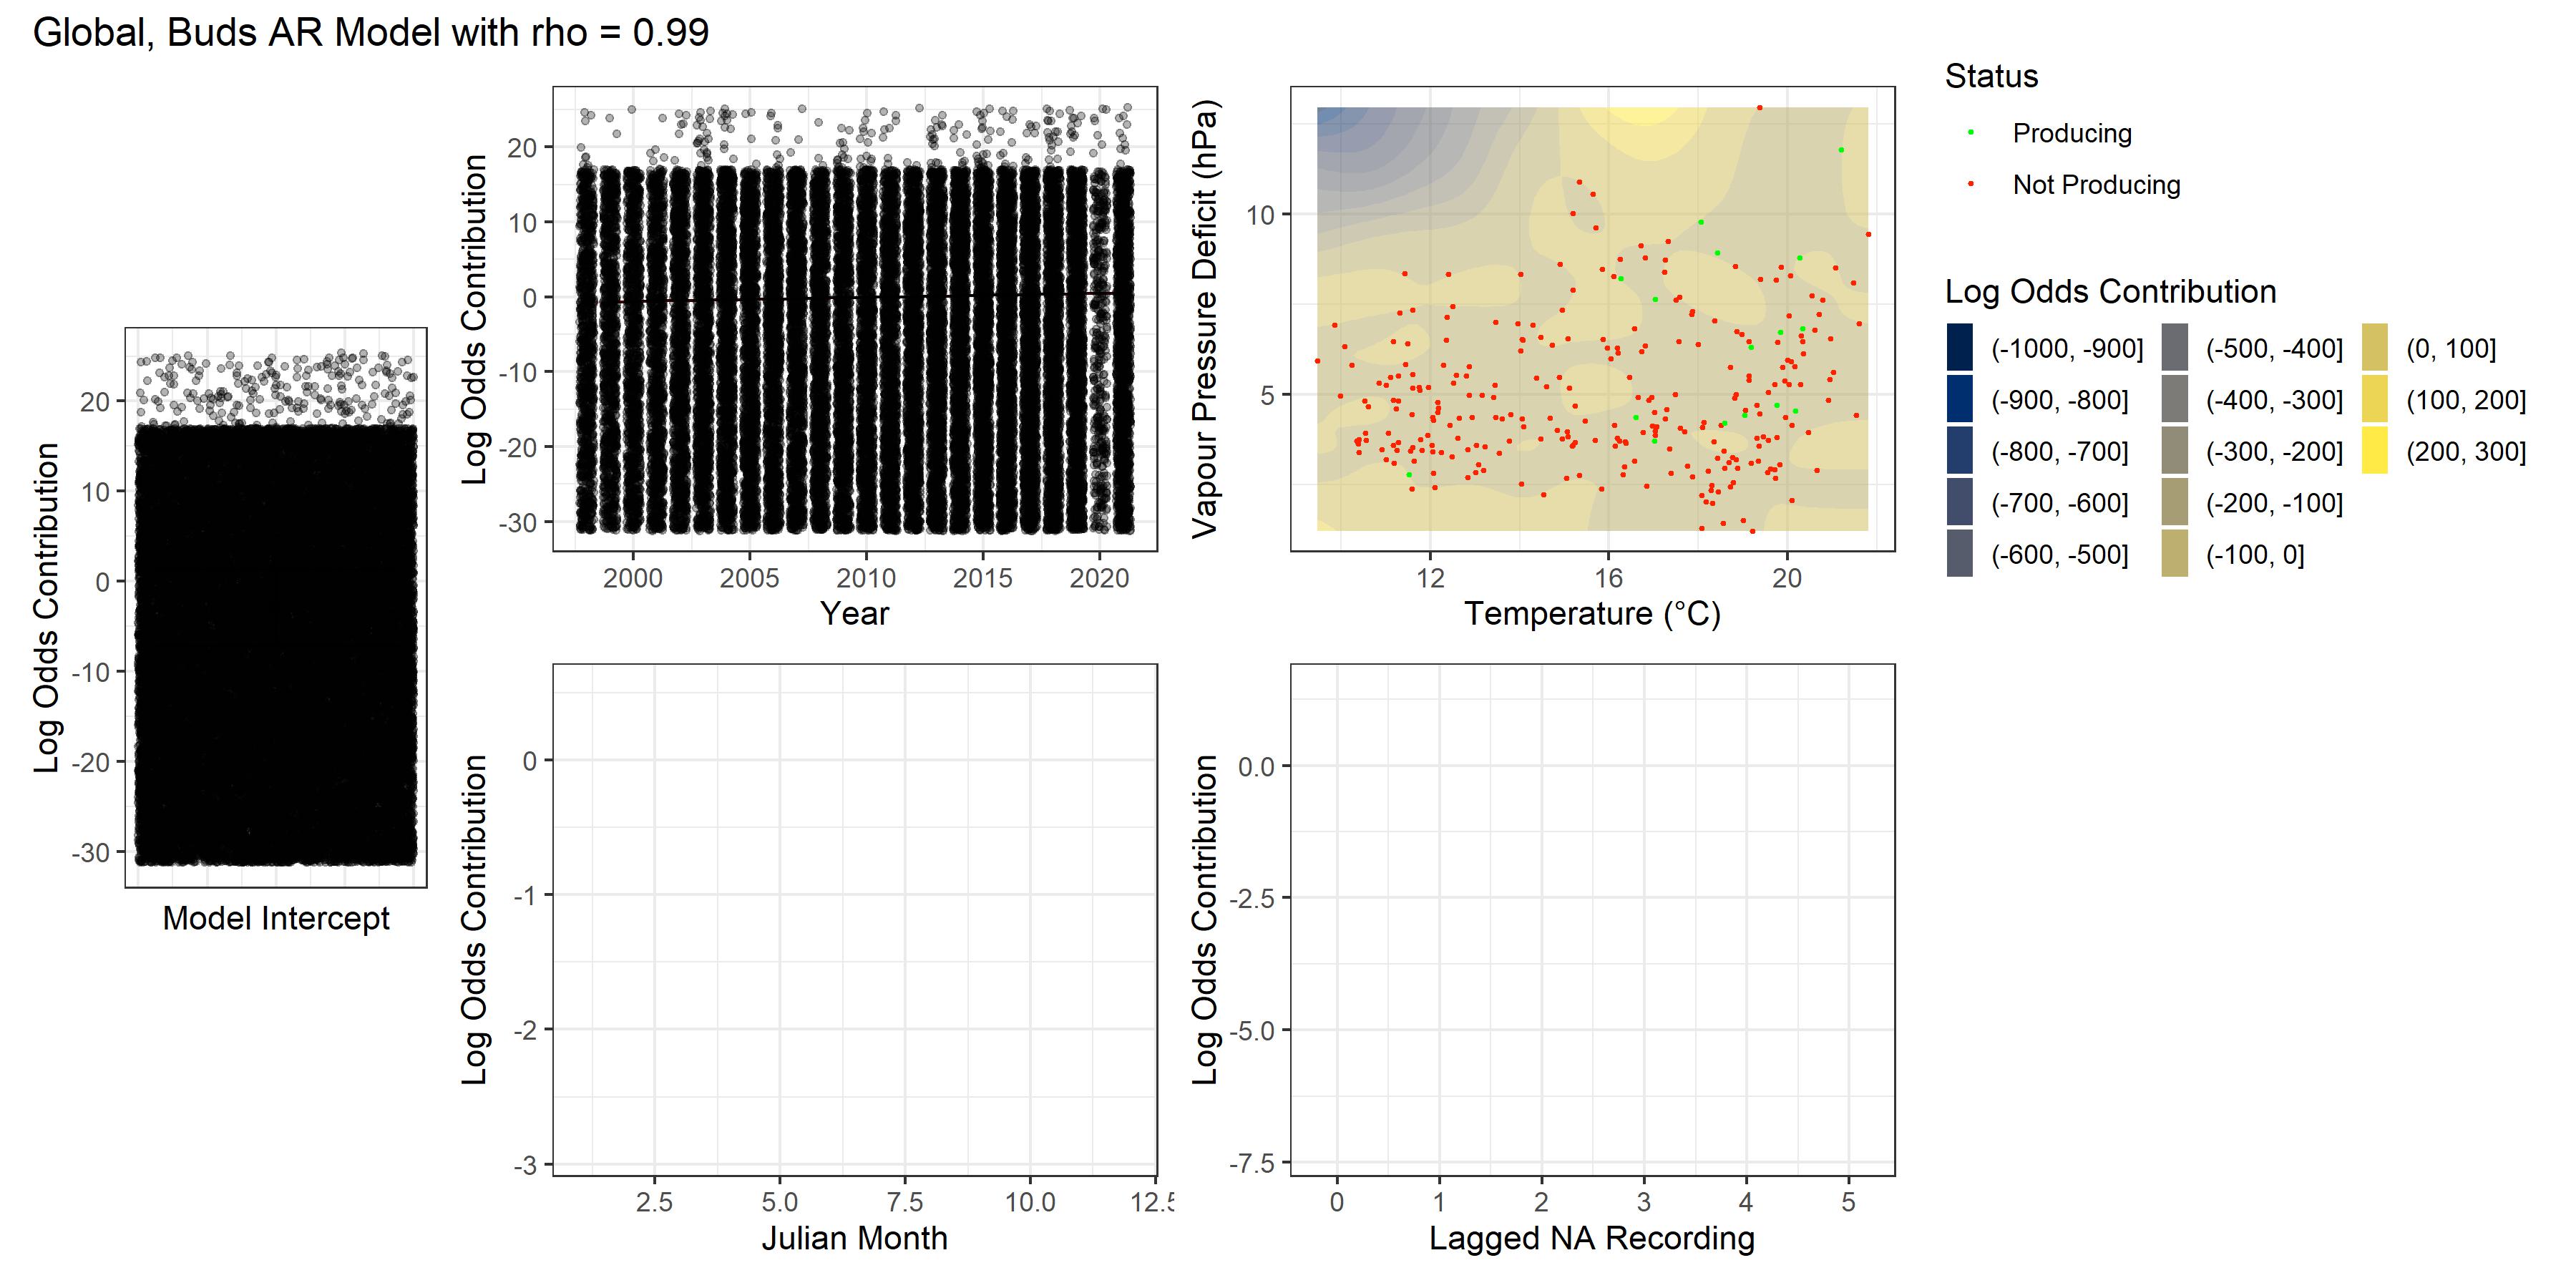 Global, Buds AR Model with rho = 0.99
Log Odds Contribution
20
10
0
-10
-20
-30
Model Intercept
Log Odds Contribution
20
10
0
-10
-20
-30
2000 2005 2010 2015 2020
Year
Vapour Pressure Deficit (hPa)
10
5
12 16 20
Temperature (°C)
Log Odds Contribution
0
-1
-2
-3
2.5 5.0 7.5 10.0 12.5
Julian Month
Log Odds Contribution
0.0
-2.5
-5.0
-7.5
0 1 2 3 4 5
Lagged NA Recording
Status
Producing
Not Producing
Log Odds Contribution
(-1000, -900] (-500, -400] (0, 100]
(-900, -800] (-400, -300] (100, 200]
(-800, -700] (-300, -200] (200, 300]
(-700, -600] (-200, -100]
(-600, -500] (-100, 0]